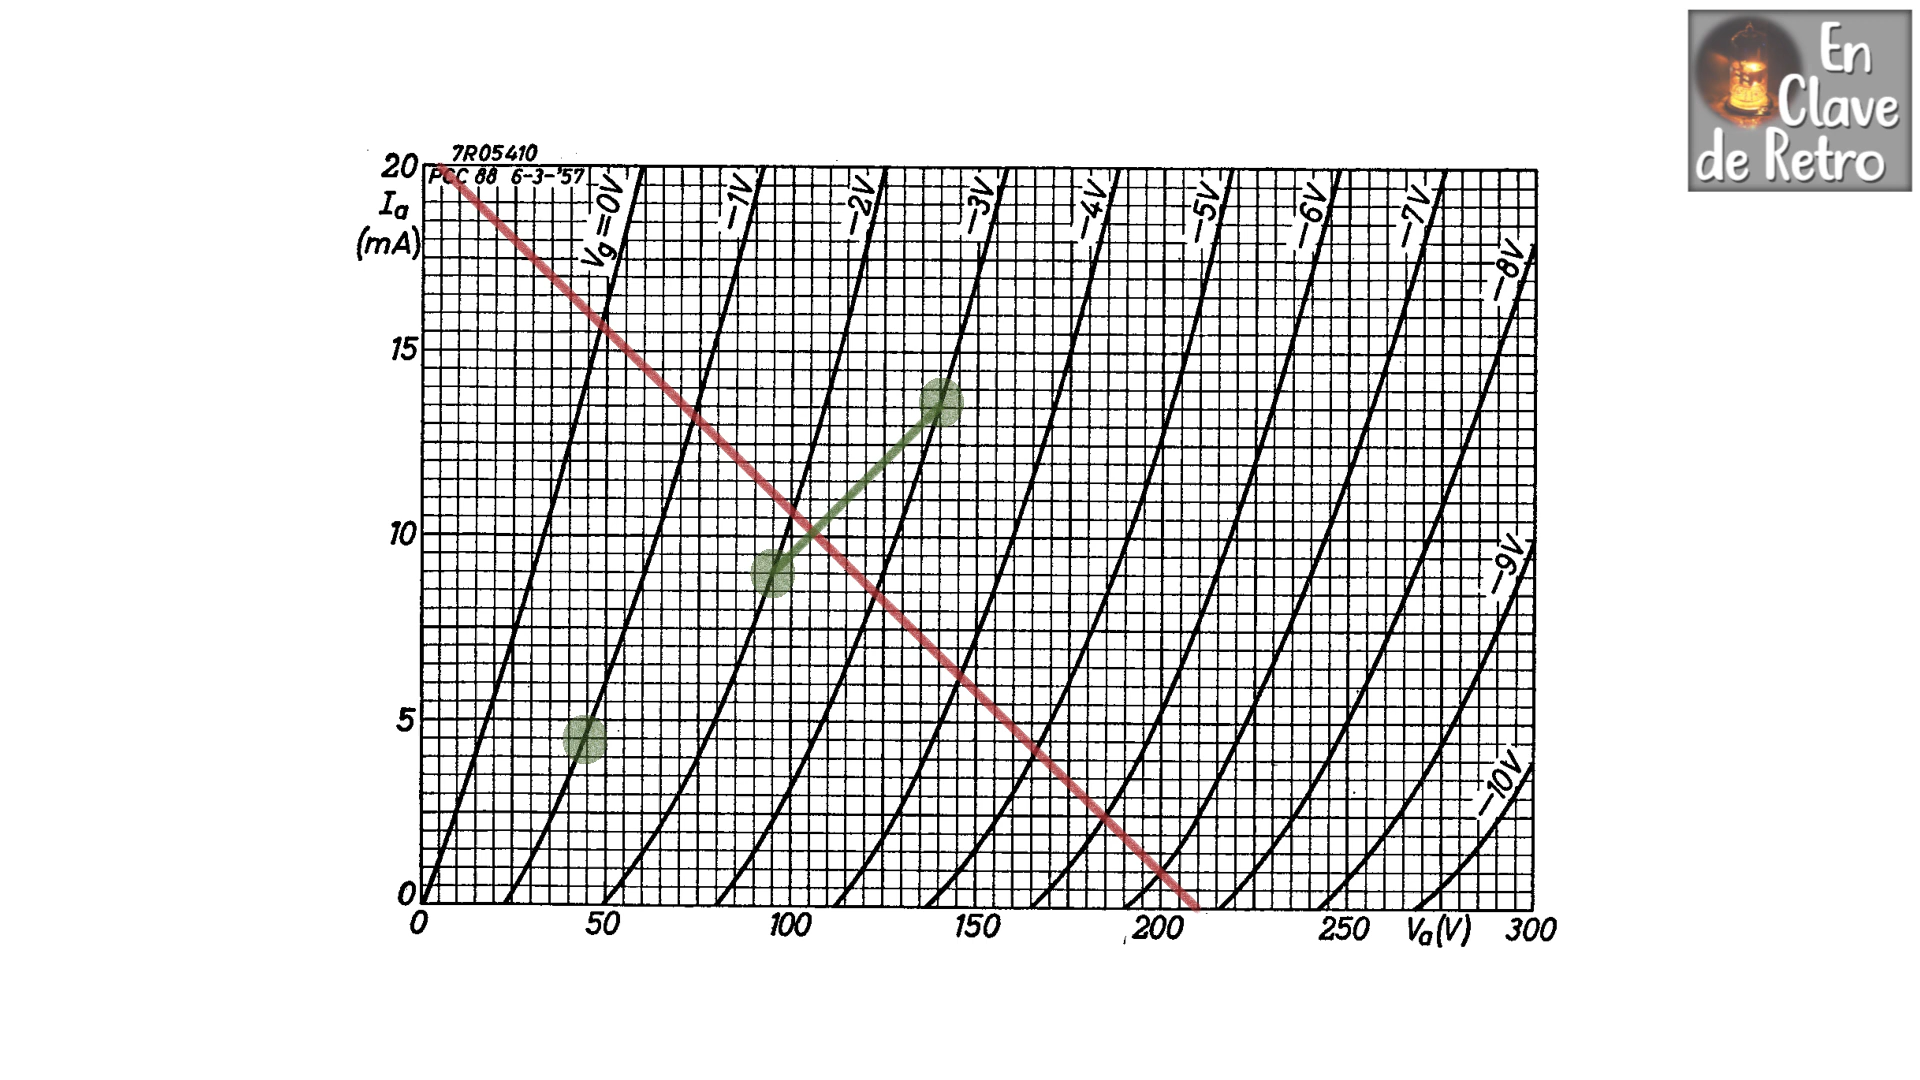 En
Clave
de Retro
7R05410
PCC 88 6-3-'57
20
Ia
(mA)
15
10
5
0
Vg=0V
-1V
-2V
-3V
-4V
-5V
-6V
-7V
-8V
-9V
-10V
0 50 100 150 200 250 Va(V) 300